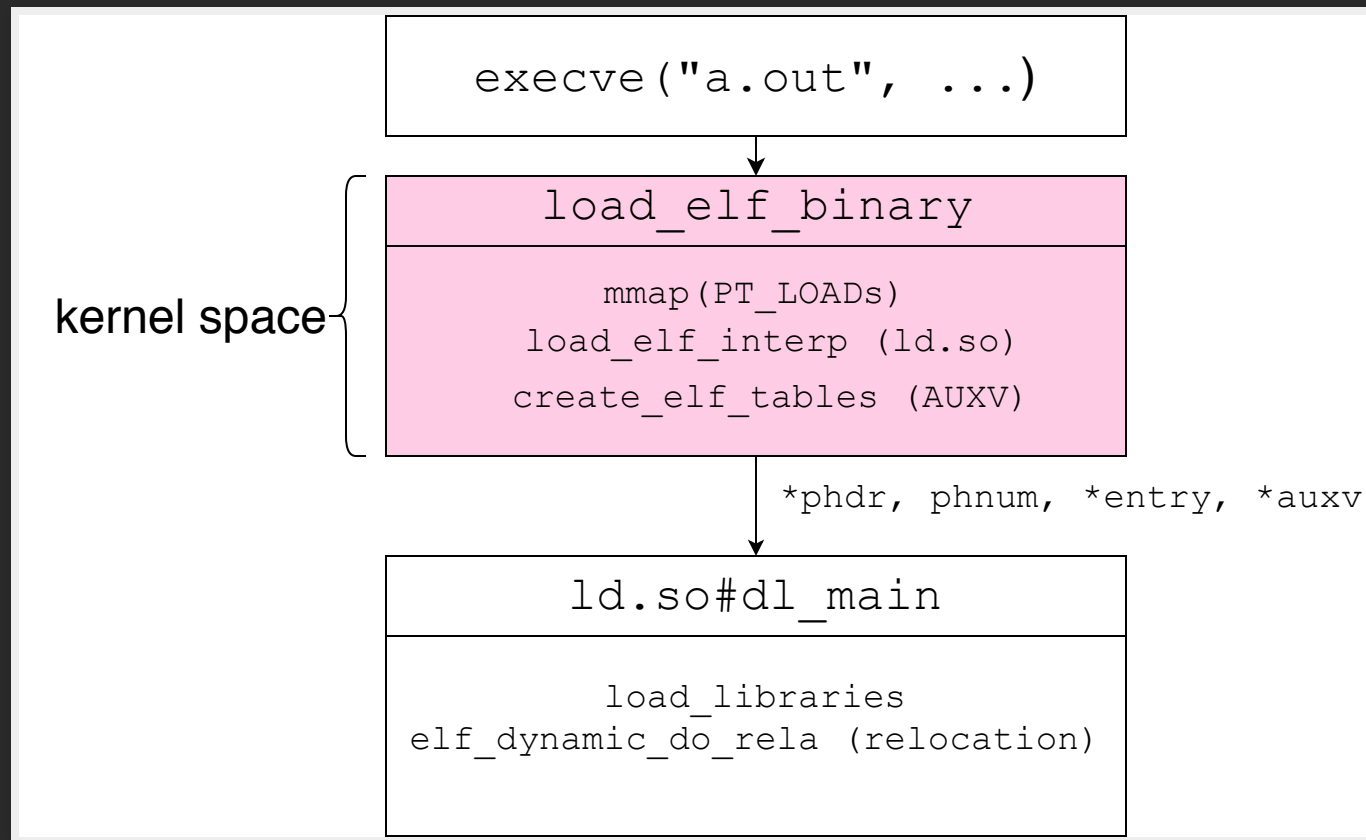 execve("a.out", ...)
load_elf_binary
mmap(PT_LOADs)
kernel space
load_elf_interp (ld.so)
create_elf_tables (AUXV)
*phdr, phnum, *entry, *auxv
ld.so#dl_main
load_libraries
elf_dynamic_do_rela (relocation)